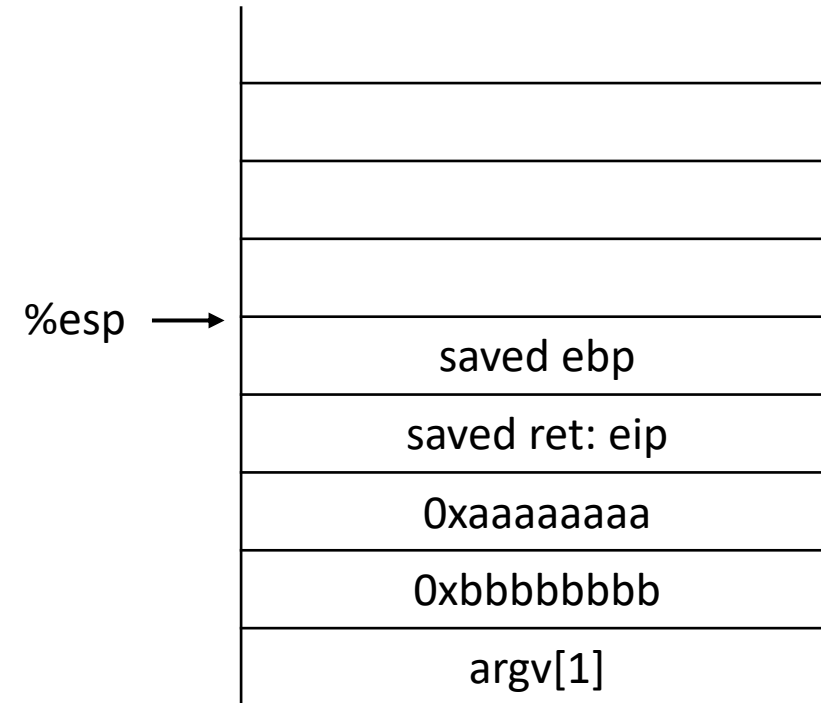 %esp
saved ebp
saved ret: eip
0xaaaaaaaa
0xbbbbbbbb
argv[1]